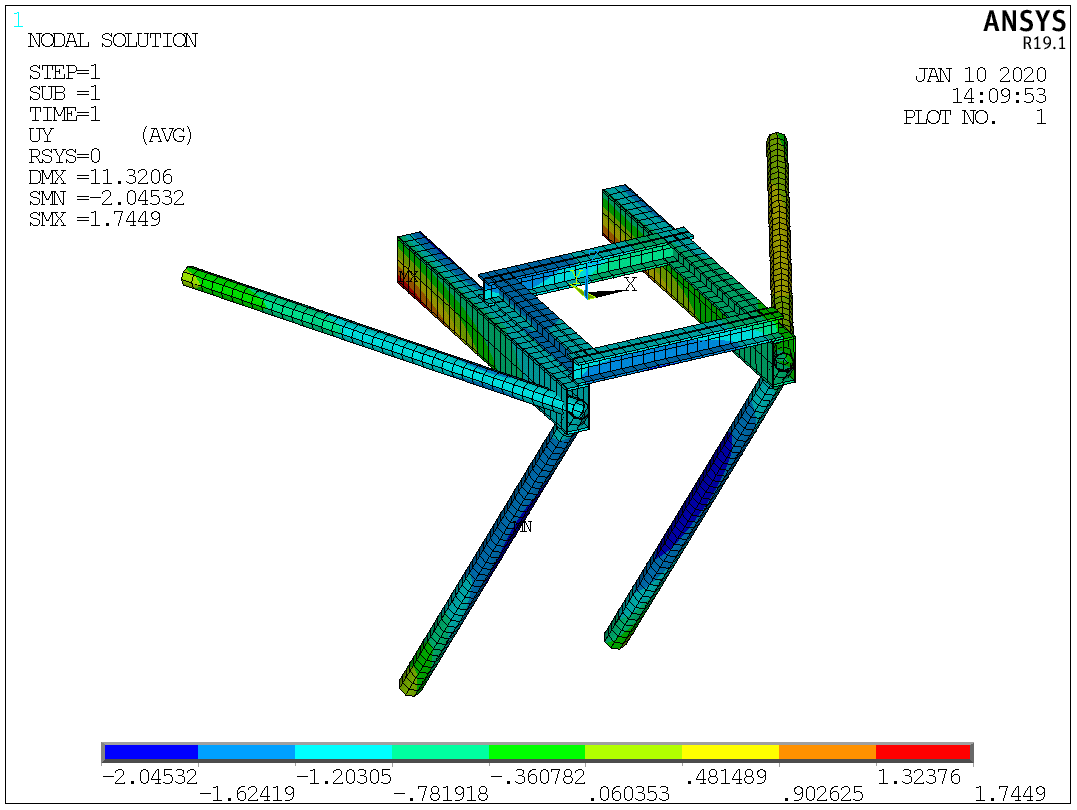 1
ANSYS
R19.1
NODAL SOLUTION
STEP=1
SUB =1
TIME=1
UY (AVG)
RSYS=0
DMX =11.3206
SMN =-2.04532
SMX =1.7449
JAN 10 2020
14:09:53
PLOT NO. 1
MX
Y
X
MN
-2.04532 -1.20305 -.360782 .481489 1.32376
-1.62419 -.781918 .060353 .902625 1.7449